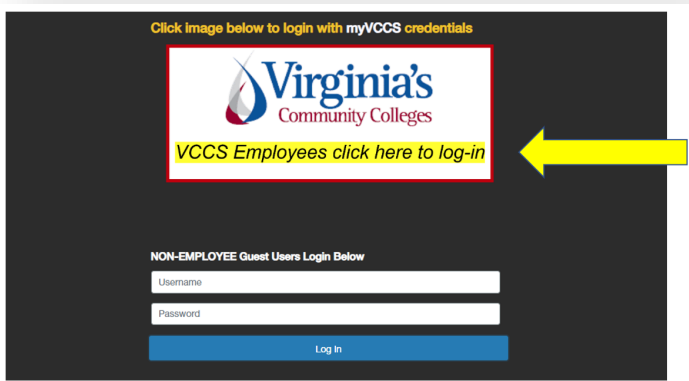 Click image below to login with myVCCS credentials
Virginia's
Community Colleges
VCCS Employees click here to log-in
NON-EMPLOYEE Guest Users Login Below
Username
Password
Log In